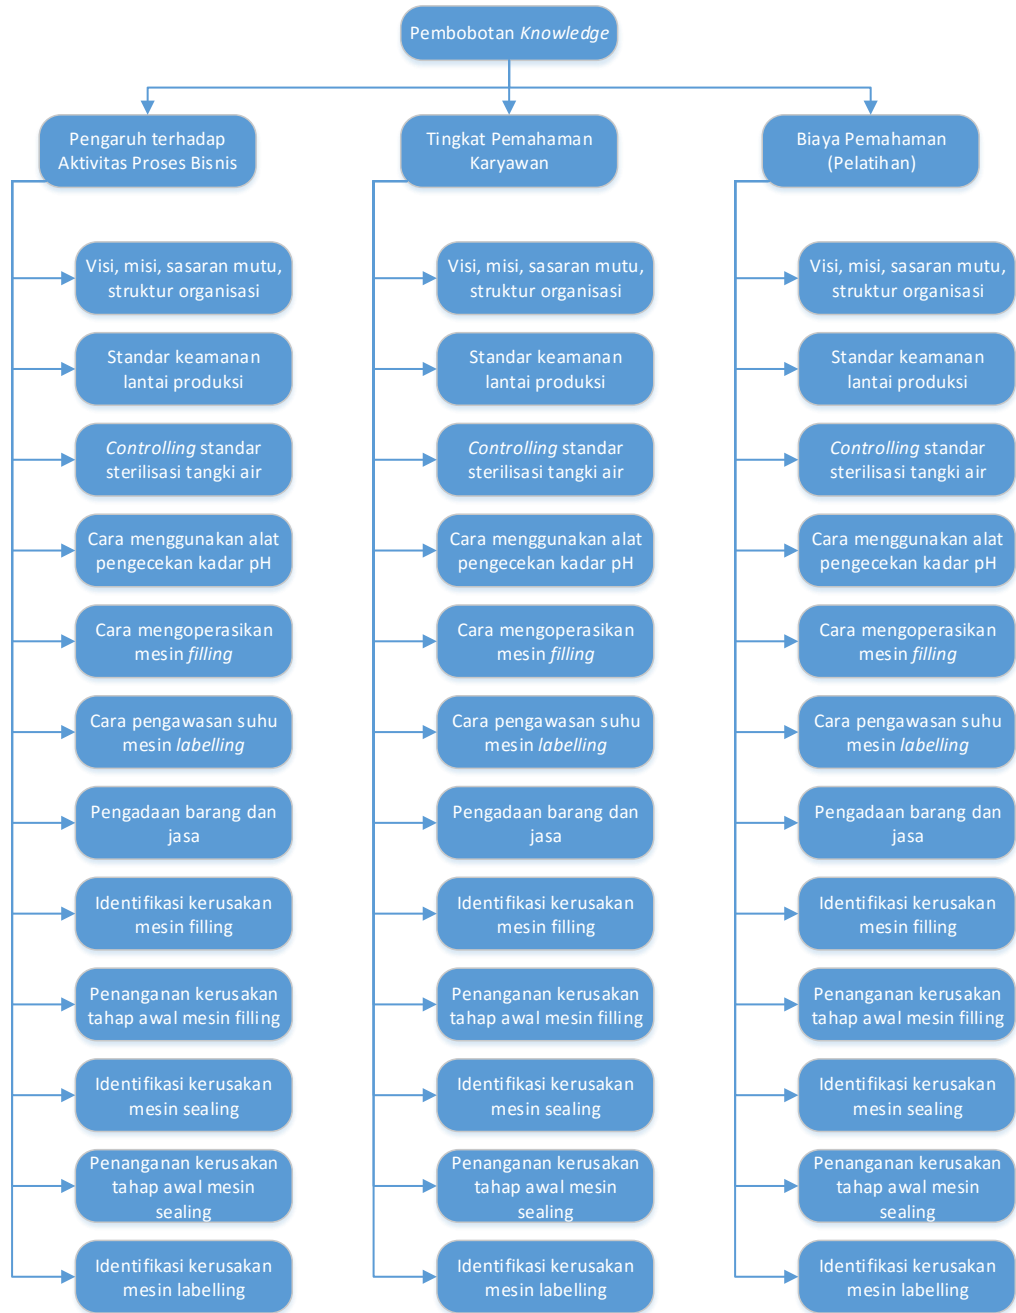 Pembobotan Knowledge
Pengaruh terhadap
Aktivitas Proses Bisnis
Visi, misi, sasaran mutu,
struktur organisasi
Standar keamanan
lantai produksi
Controlling standar
sterilisasi tangki air
Cara menggunakan alat
pengecekan kadar pH
Cara mengoperasikan
mesin filling
Cara pengawasan suhu
mesin labelling
Pengadaan barang dan
jasa
Identifikasi kerusakan
mesin filling
Penanganan kerusakan
tahap awal mesin filling
Identifikasi kerusakan
mesin sealing
Penanganan kerusakan
tahap awal mesin
sealing
Identifikasi kerusakan
mesin labelling
Tingkat Pemahaman
Karyawan
Visi, misi, sasaran mutu,
struktur organisasi
Standar keamanan
lantai produksi
Controlling standar
sterilisasi tangki air
Cara menggunakan alat
pengecekan kadar pH
Cara mengoperasikan
mesin filling
Cara pengawasan suhu
mesin labelling
Pengadaan barang dan
jasa
Identifikasi kerusakan
mesin filling
Penanganan kerusakan
tahap awal mesin filling
Identifikasi kerusakan
mesin sealing
Penanganan kerusakan
tahap awal mesin
sealing
Identifikasi kerusakan
mesin labelling
Biaya Pemahaman
(Pelatihan)
Visi, misi, sasaran mutu,
struktur organisasi
Standar keamanan
lantai produksi
Controlling standar
sterilisasi tangki air
Cara menggunakan alat
pengecekan kadar pH
Cara mengoperasikan
mesin filling
Cara pengawasan suhu
mesin labelling
Pengadaan barang dan
jasa
Identifikasi kerusakan
mesin filling
Penanganan kerusakan
tahap awal mesin filling
Identifikasi kerusakan
mesin sealing
Penanganan kerusakan
tahap awal mesin
sealing
Identifikasi kerusakan
mesin labelling